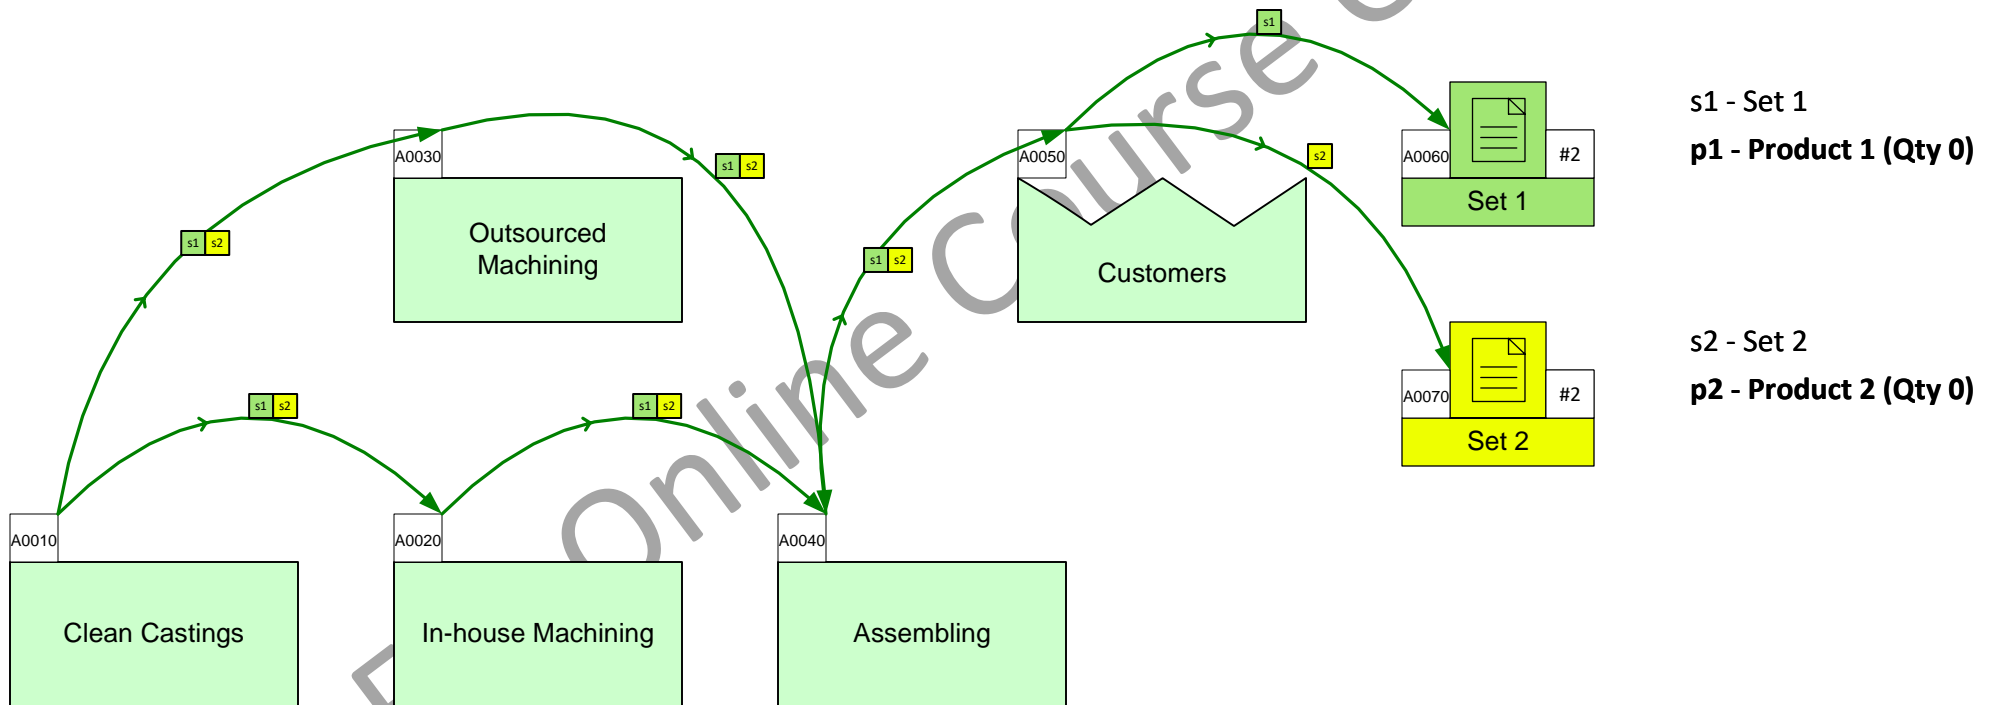 s1
s1 - Set 1
p1 - Product 1 (Qty 0)
A0030
A0050
A0060
#2
Set 1
s1 s2
s2
Outsourced
Machining
s1 s2
s1 s2
Customers
s2 - Set 2
p2 - Product 2 (Qty 0)
A0070
#2
Set 2
s1 s2
s1 s2
A0010
A0020
A0040
Clean Castings
In-house Machining
Assembling
Online Course